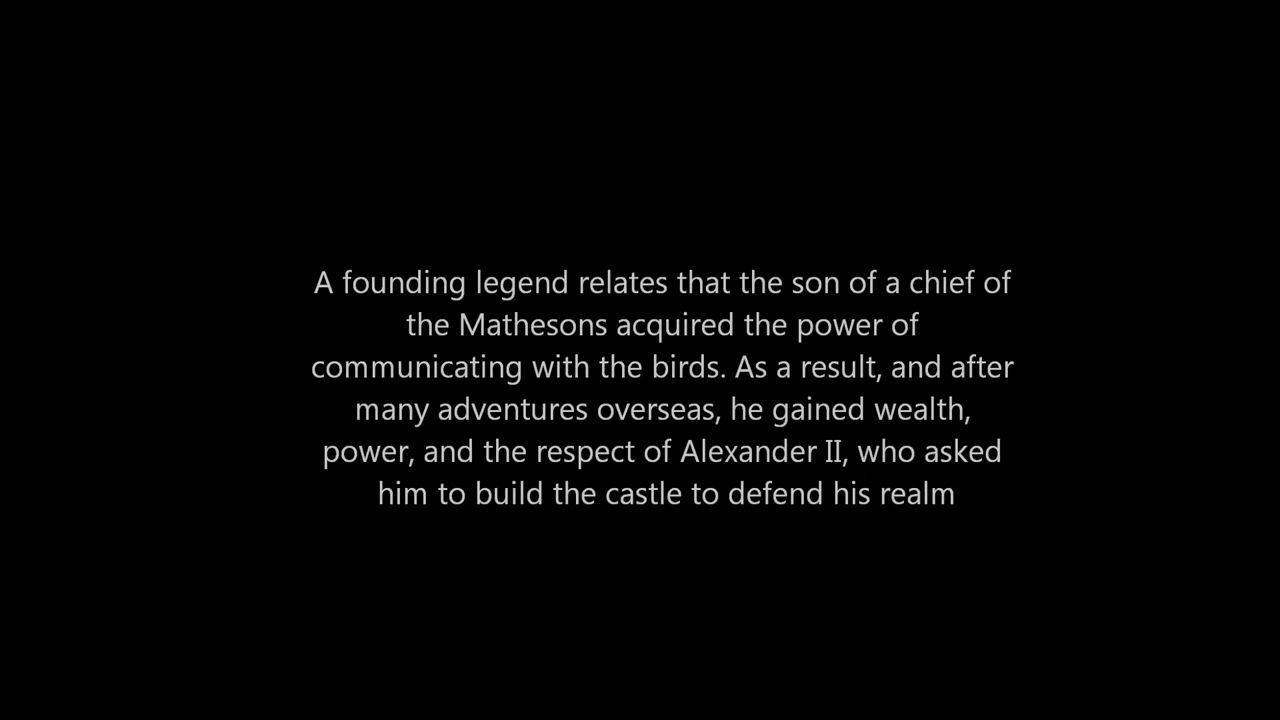 A founding legend relates that the son of a chief of
the Mathesons acquired the power of
communicating with the birds. As a result, and after
many adventures overseas, he gained wealth,
power, and the respect of Alexander II, who asked
him to build the castle to defend his realm